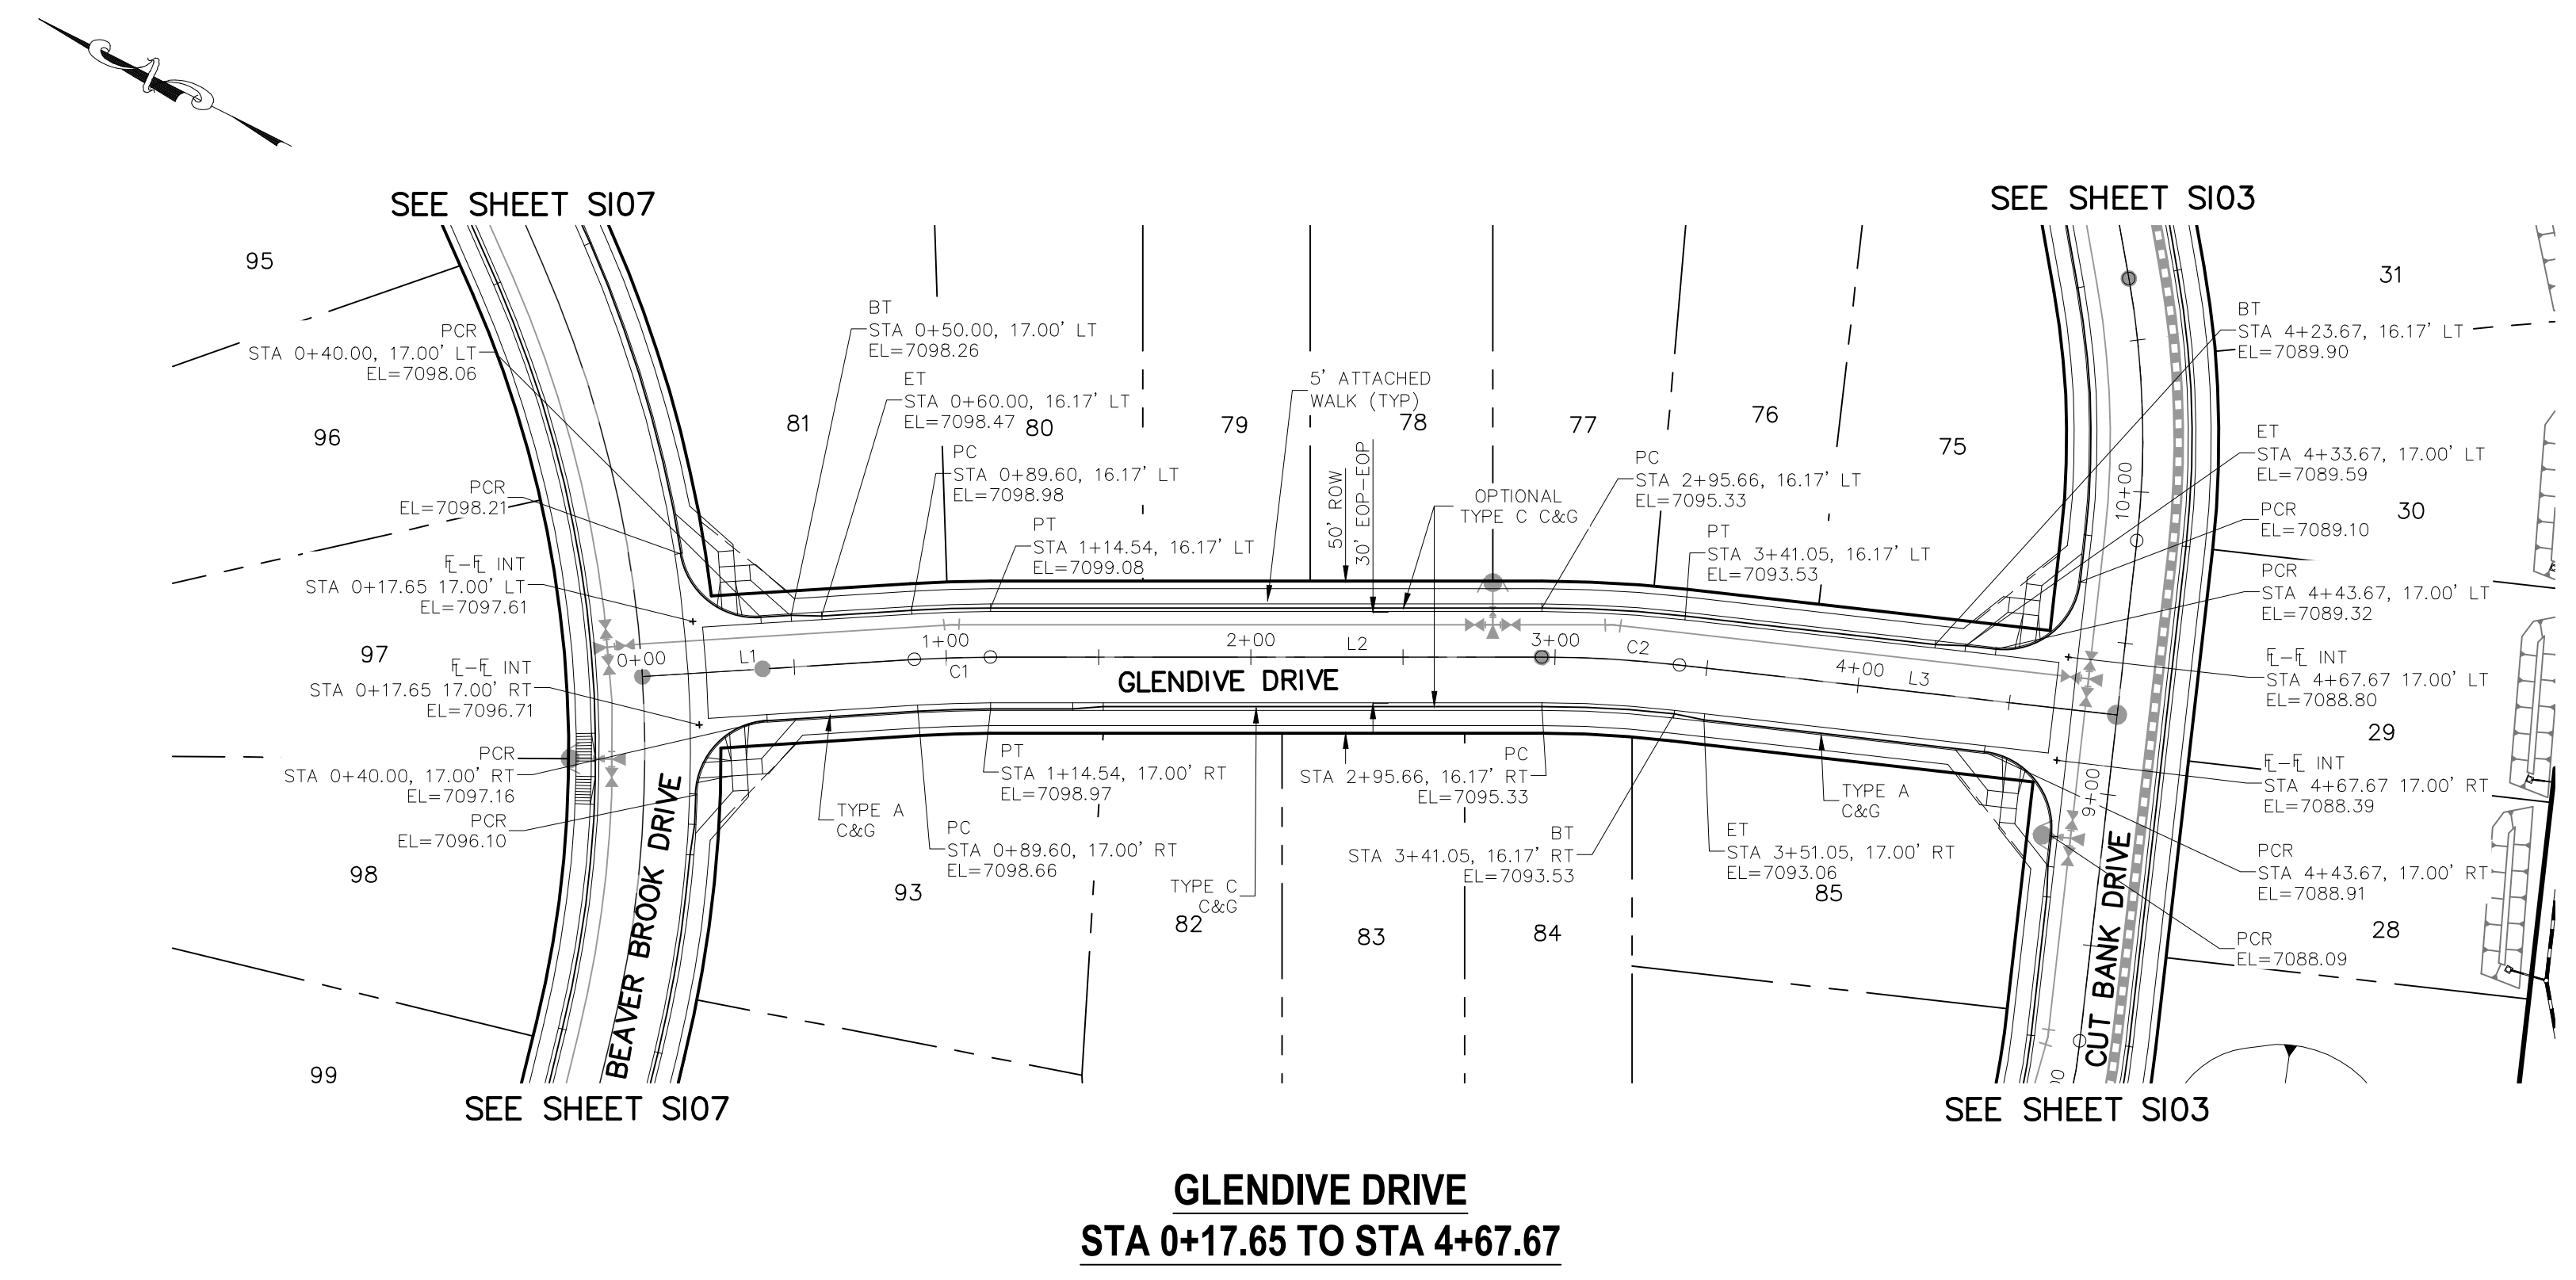 SEE SHEET SI07
SEE SHEET SI03
95
96
97
98
99
PCR
STA 0+40.00, 17.00' LT
EL=7098.06
PCR
EL=7098.21
℄-℄ INT
STA 0+17.65 17.00' LT
EL=7097.61
℄-℄ INT
STA 0+17.65 17.00' RT
EL=7096.71
PCR
STA 0+40.00, 17.00' RT
EL=7097.16
PCR
EL=7096.10
BT
STA 0+50.00, 17.00' LT
EL=7098.26
ET
STA 0+60.00, 16.17' LT
EL=7098.47
PC
STA 0+89.60, 16.17' LT
EL=7098.98
PT
STA 1+14.54, 16.17' LT
EL=7099.08
81
80
79
78
77
76
75
5' ATTACHED
WALK (TYP)
50' ROW
30' EOP-EOP
OPTIONAL
TYPE C C&G
PC
STA 2+95.66, 16.17' LT
EL=7095.33
PT
STA 3+41.05, 16.17' LT
EL=7093.53
BT
STA 4+23.67, 16.17' LT
EL=7089.90
ET
STA 4+33.67, 17.00' LT
EL=7089.59
PCR
EL=7089.10
PCR
STA 4+43.67, 17.00' LT
EL=7089.32
℄-℄ INT
STA 4+67.67 17.00' LT
EL=7088.80
℄-℄ INT
STA 4+67.67 17.00' RT
EL=7088.39
PCR
STA 4+43.67, 17.00' RT
EL=7088.91
PCR
EL=7088.09
31
30
29
28
0+00
L1
1+00
C1
2+00
L2
3+00
C2
4+00
L3
10+00
9+00
GLENDIVE DRIVE
BEAVER BROOK DRIVE
CUT BANK DRIVE
TYPE A
C&G
PC
STA 0+89.60, 17.00' RT
EL=7098.66
PT
STA 1+14.54, 17.00' RT
EL=7098.97
TYPE C
C&G
PC
STA 2+95.66, 16.17' RT
EL=7095.33
BT
STA 3+41.05, 16.17' RT
EL=7093.53
ET
STA 3+51.05, 17.00' RT
EL=7093.06
TYPE A
C&G
93
82
83
84
85
SEE SHEET SI07
SEE SHEET SI03
GLENDIVE DRIVE
STA 0+17.65 TO STA 4+67.67